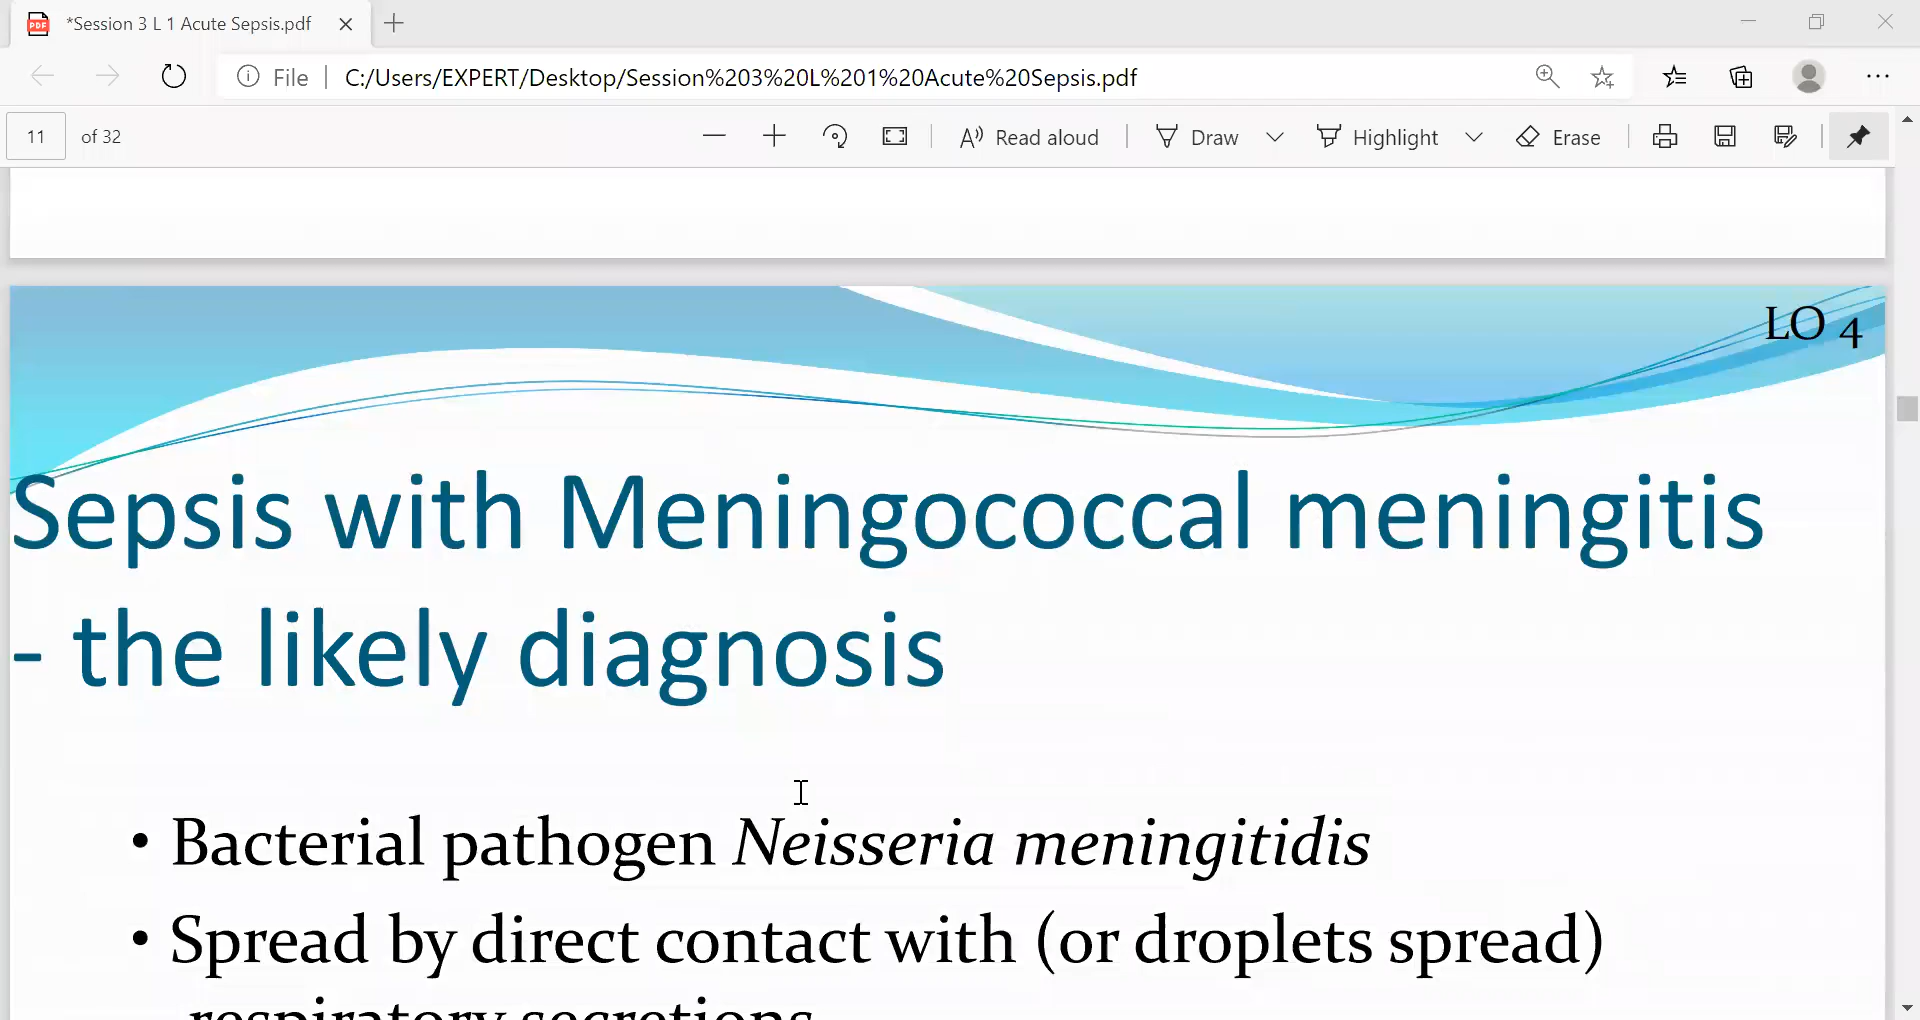 *Session 3 L 1 Acute Sepsis.pdf
File C:/Users/EXPERT/Desktop/Session%203%20L%201%20Acute%20Sepsis.pdf
11 of 32 Read aloud Draw Highlight Erase
LO 4
Sepsis with Meningococcal meningitis
- the likely diagnosis
• Bacterial pathogen Neisseria meningitidis
• Spread by direct contact with (or droplets spread)
respiratory secretions